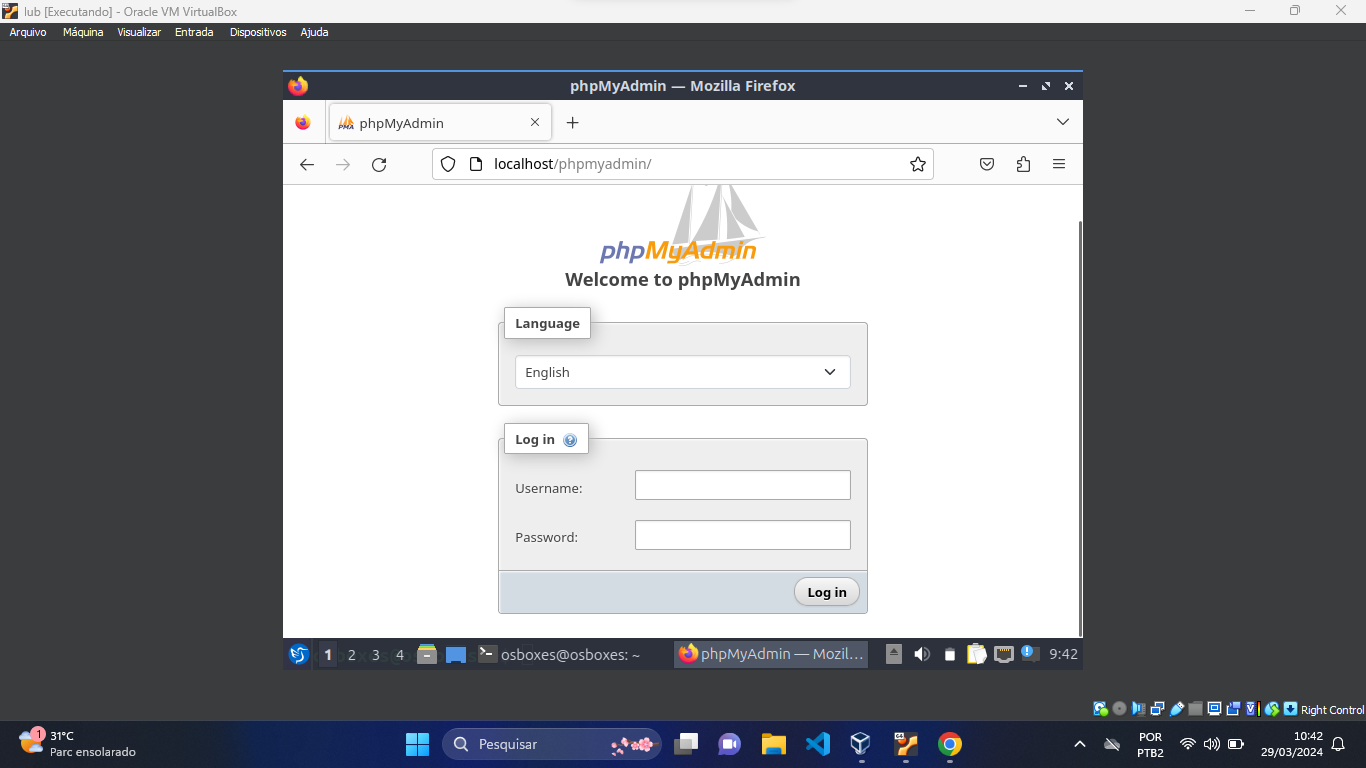 lub [Executando] - Oracle VM VirtualBox
Arquivo Máquina Visualizar Entrada Dispositivos Ajuda
phpMyAdmin — Mozilla Firefox
PMA phpMyAdmin
localhost/phpmyadmin/
phpMyAdmin
Welcome to phpMyAdmin
Language
English
Log in
Username:
Password:
Log in
1 2 3 4 osboxes@osboxes: ~ phpMyAdmin — Mozil... 9:42
Right Control
1 31°C
Parc ensolarado
Pesquisar
POR
PTB2
10:42
29/03/2024